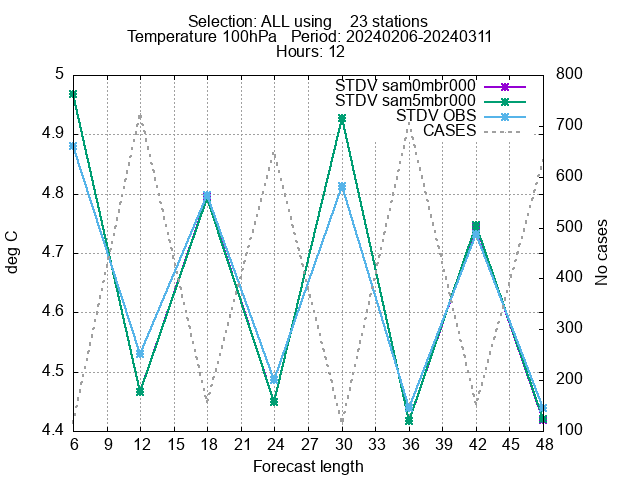 Selection: ALL using    23 stations
Temperature 100hPa   Period: 20240206-20240311
Hours: 12
STDV sam0mbr000
STDV sam5mbr000
STDV OBS
CASES
5
4.9
4.8
4.7
4.6
4.5
4.4
800
700
600
500
400
300
200
100
deg C
No cases
6 9 12 15 18 21 24 27 30 33 36 39 42 45 48
Forecast length